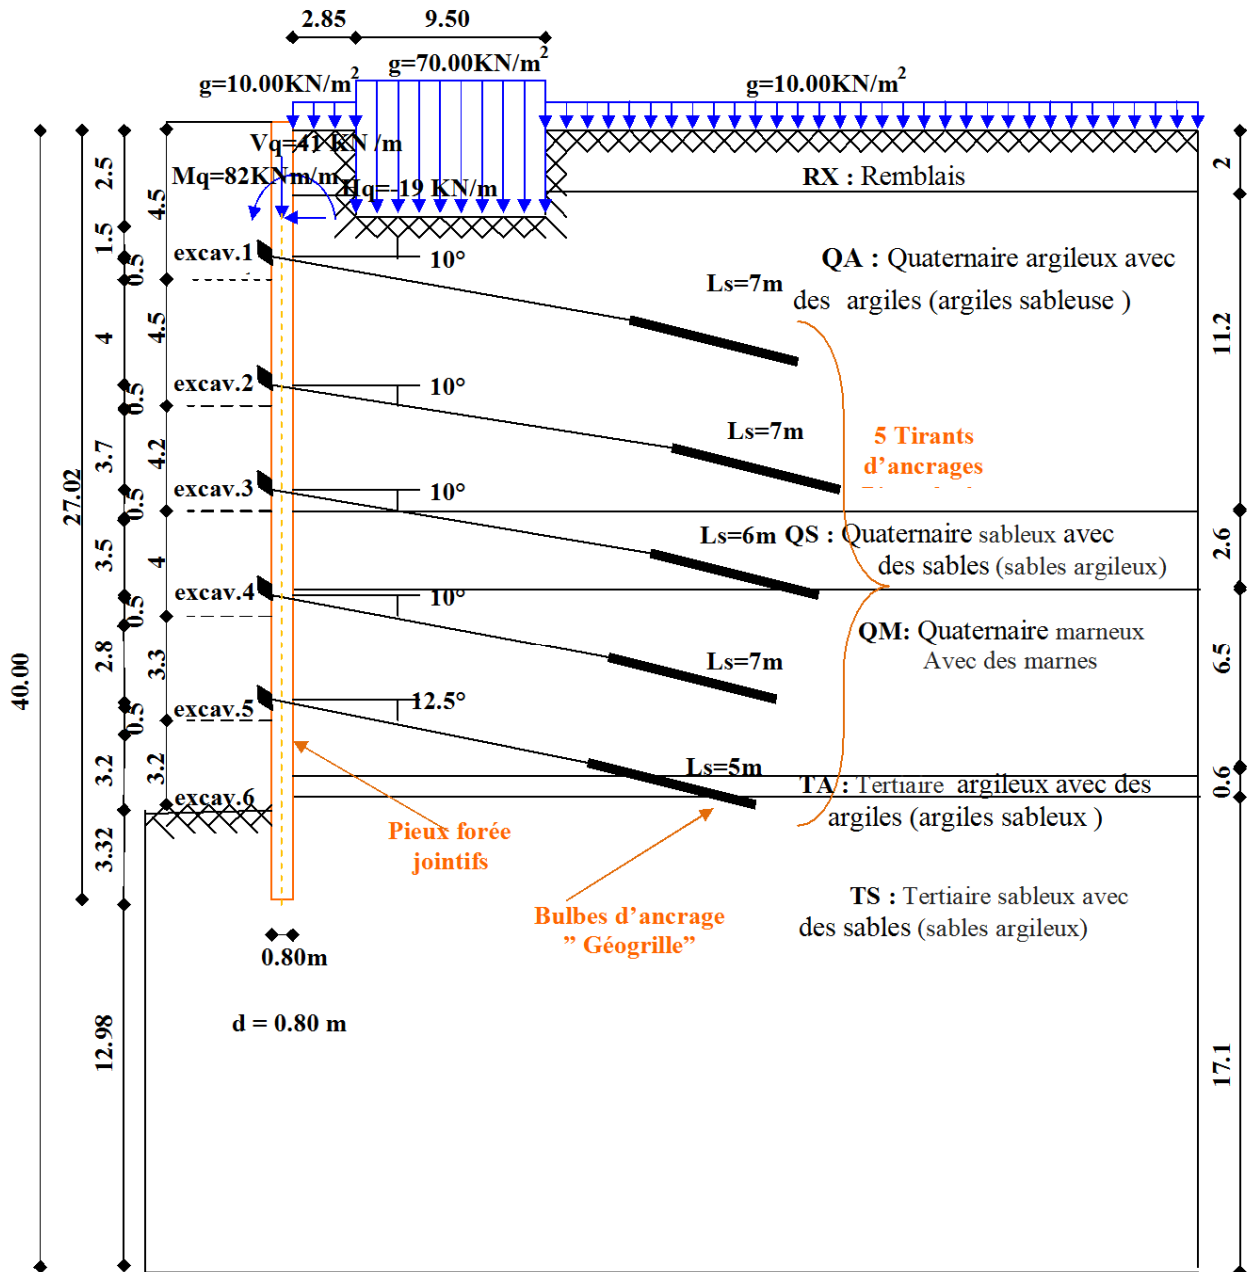 2.85
9.50
g=70.00KN/m²
g=10.00KN/m²
g=10.00KN/m²
Vq=41 KN /m
Mq=82KNm/m
Hq=-19 KN/m
RX : Remblais
2.5
4.5
2
1.5
excav.1
10°
0.5
Ls=7m
QA : Quaternaire argileux avec
des argiles (argiles sableuse )
4
4.5
11.2
excav.2
10°
0.5
Ls=7m
5 Tirants
d'ancrages
3.7
4.2
27.02
excav.3
10°
0.5
Ls=6m
QS : Quaternaire sableux avec
des sables (sables argileux)
3.5
4
2.6
excav.4
10°
0.5
QM: Quaternaire marneux
Avec des marnes
Ls=7m
2.8
3.3
6.5
40.00
excav.5
12.5°
0.5
Ls=5m
3.2
3.2
0.6
TA : Tertiaire argileux avec des
argiles (argiles sableux )
excav.6
Pieux forée
jointifs
3.32
TS : Tertiaire sableux avec
des sables (sables argileux)
Bulbes d'ancrage
” Géogrille”
0.80m
d = 0.80 m
12.98
17.1